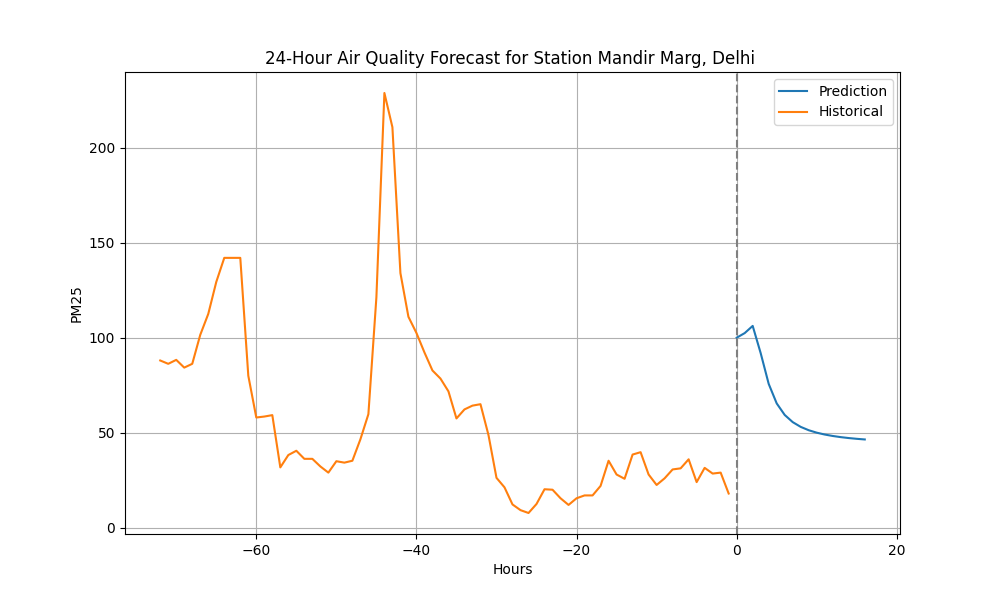 24-Hour Air Quality Forecast for Station Mandir Marg, Delhi
Prediction
Historical
200
150
100
50
0
PM25
−60
−40
−20
0
20
Hours